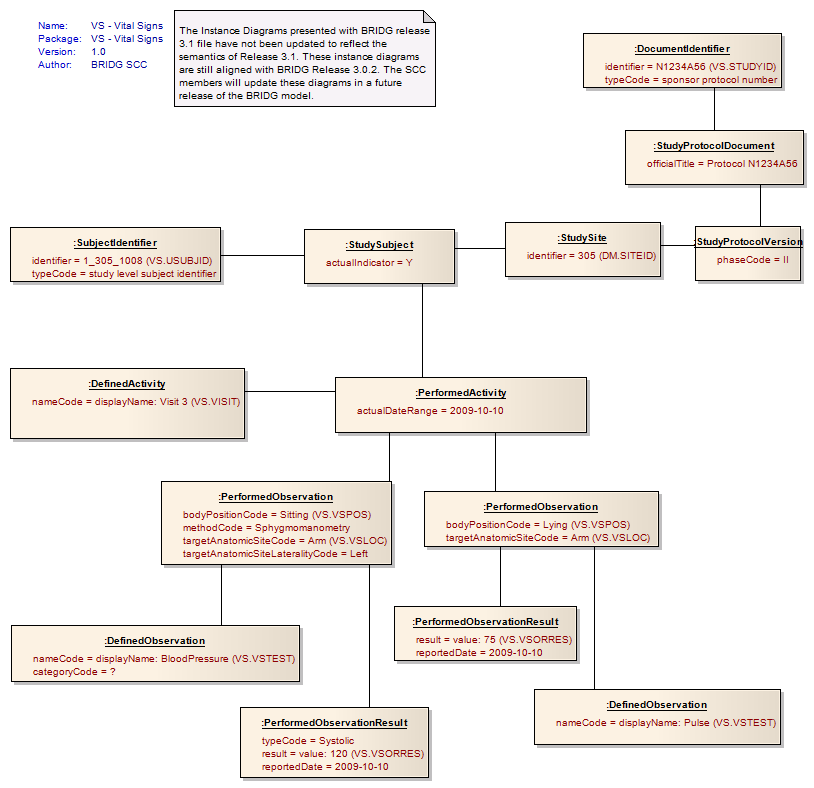 Name: VS - Vital Signs
Package: VS - Vital Signs
Version: 1.0
Author: BRIDG SCC
The Instance Diagrams presented with BRIDG release
3.1 file have not been updated to reflect the
semantics of Release 3.1. These instance diagrams
are still aligned with BRIDG Release 3.0.2. The SCC
members will update these diagrams in a future
release of the BRIDG model.
:DocumentIdentifier
identifier = N1234A56 (VS.STUDYID)
typeCode = sponsor protocol number
:StudyProtocolDocument
officialTitle = Protocol N1234A56
:SubjectIdentifier
identifier = 1_305_1008 (VS.USUBJID)
typeCode = study level subject identifier
:StudySubject
actualIndicator = Y
:StudySite
identifier = 305 (DM.SITEID)
:StudyProtocolVersion
phaseCode = II
:DefinedActivity
nameCode = displayName: Visit 3 (VS.VISIT)
:PerformedActivity
actualDateRange = 2009-10-10
:PerformedObservation
bodyPositionCode = Sitting (VS.VSPOS)
methodCode = Sphygmomanometry
targetAnatomicSiteCode = Arm (VS.VSLOC)
targetAnatomicSiteLateralityCode = Left
:PerformedObservation
bodyPositionCode = Lying (VS.VSPOS)
targetAnatomicSiteCode = Arm (VS.VSLOC)
:DefinedObservation
nameCode = displayName: BloodPressure (VS.VSTEST)
categoryCode = ?
:PerformedObservationResult
result = value: 75 (VS.VSORRES)
reportedDate = 2009-10-10
:PerformedObservationResult
typeCode = Systolic
result = value: 120 (VS.VSORRES)
reportedDate = 2009-10-10
:DefinedObservation
nameCode = displayName: Pulse (VS.VSTEST)